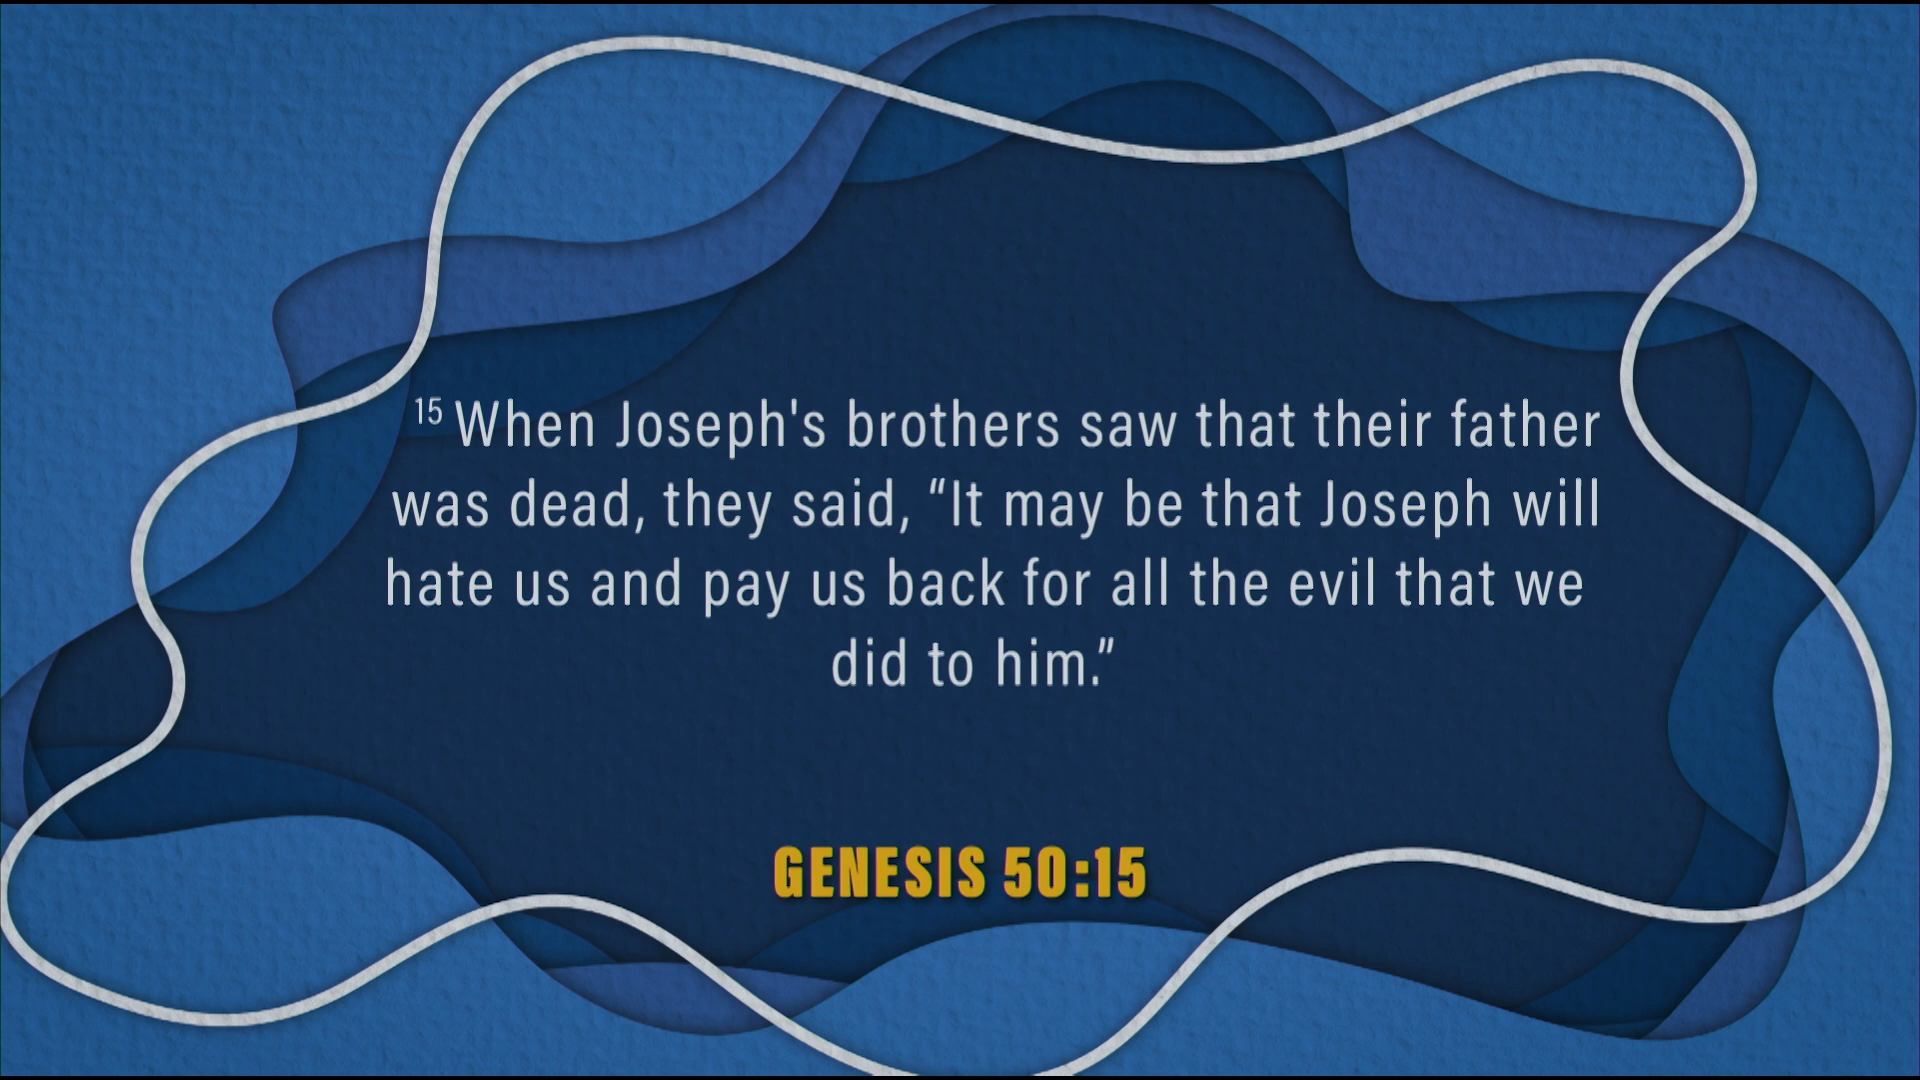 15 When Joseph's brothers saw that their father
was dead, they said, “It may be that Joseph will
hate us and pay us back for all the evil that we
did to him.”
GENESIS 50:15